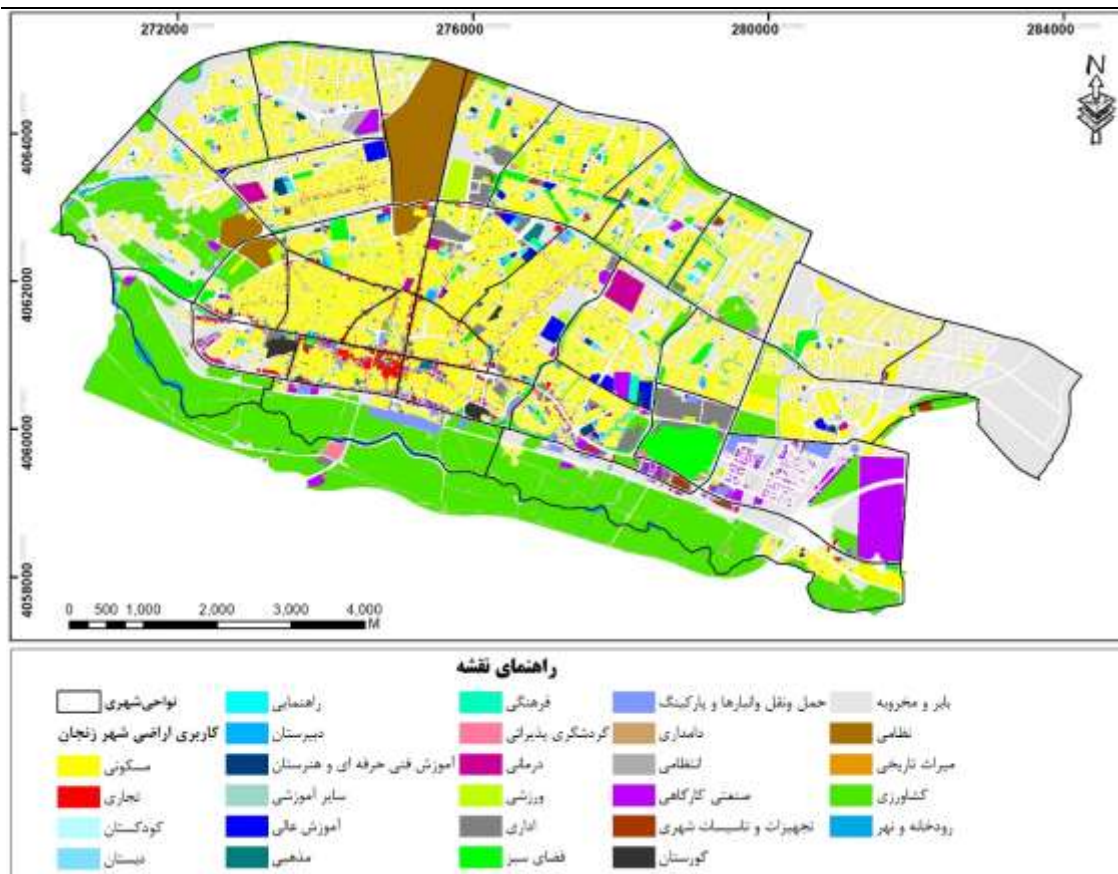 272000 276000 280000 284000
N
4064000
4062000
4060000
4058000
0 500 1,000 2,000 3,000 4,000
M
راهنمای نقشه
نواحی شهری
کاربری اراضی شهر زنجان
مسکونی
تجاری
کودکستان
دبستان
راهنمایی
دبیرستان
آموزش فنی حرفه ای و هنرستان
سایر آموزشی
آموزش عالی
مذهبی
فرهنگی
گردشگری پذیرائی
درمانی
ورزشی
اداری
فضای سبز
حمل ونقل وانبارها و پارکینگ
دامداری
انتظامی
صنعتی کارگاهی
تجهیزات و تاسیسات شهری
گورستان
بایر و مخروبه
نظامی
میراث تاریخی
کشاورزی
رودخانه و نهر